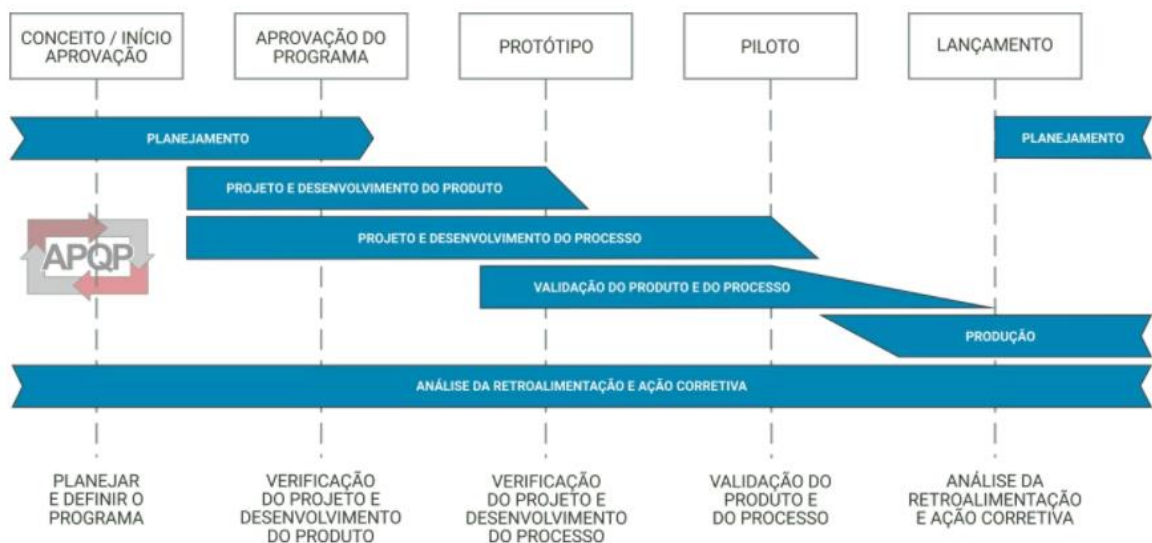 CONCEITO / INÍCIO
APROVAÇÃO
APROVAÇÃO DO
PROGRAMA
PROTÓTIPO
PILOTO
LANÇAMENTO
PLANEJAMENTO
PLANEJAMENTO
PROJETO E DESENVOLVIMENTO DO PRODUTO
PROJETO E DESENVOLVIMENTO DO PROCESSO
APQP
VALIDAÇÃO DO PRODUTO E DO PROCESSO
PRODUÇÃO
ANÁLISE DA RETROALIMENTAÇÃO E AÇÃO CORRETIVA
PLANEJAR
E DEFINIR O
PROGRAMA
VERIFICAÇÃO
DO PROJETO E
DESENVOLVIMENTO
DO PRODUTO
VERIFICAÇÃO
DO PROJETO E
DESENVOLVIMENTO
DO PROCESSO
VALIDAÇÃO DO
PRODUTO E
DO PROCESSO
ANÁLISE DA
RETROALIMENTAÇÃO
E AÇÃO CORRETIVA